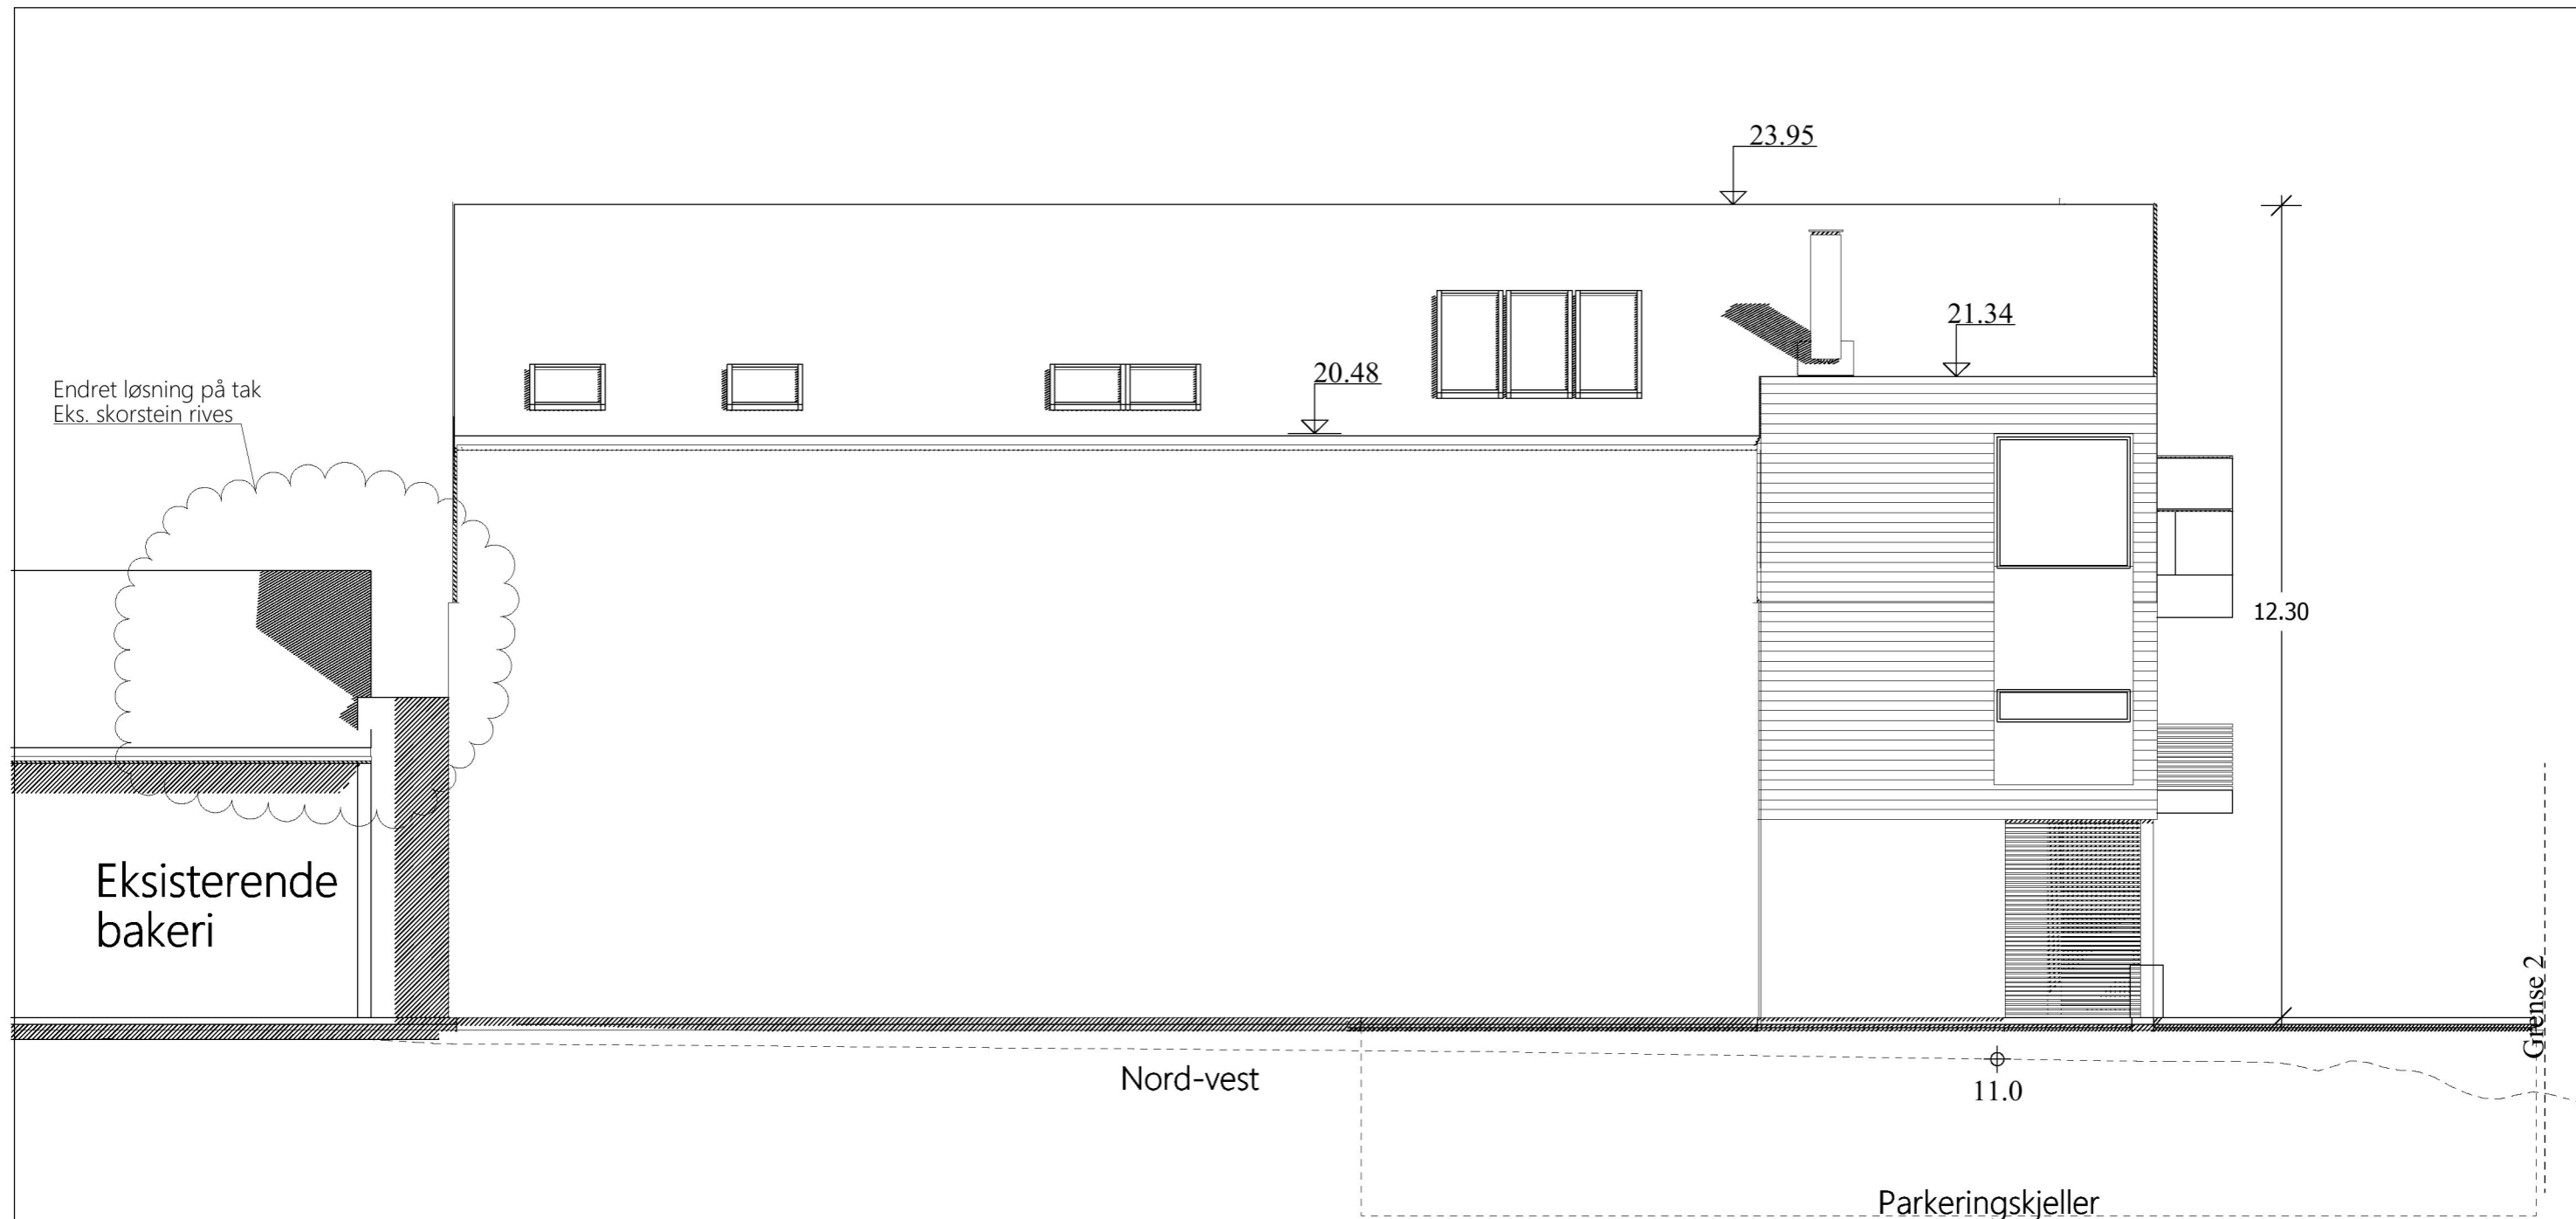 23.95
21.34
20.48
Endret løsning på tak
Eks. skorstein rives
12.30
Eksisterende
bakeri
Grense 2
Nord-vest
11.0
Parkeringskjeller